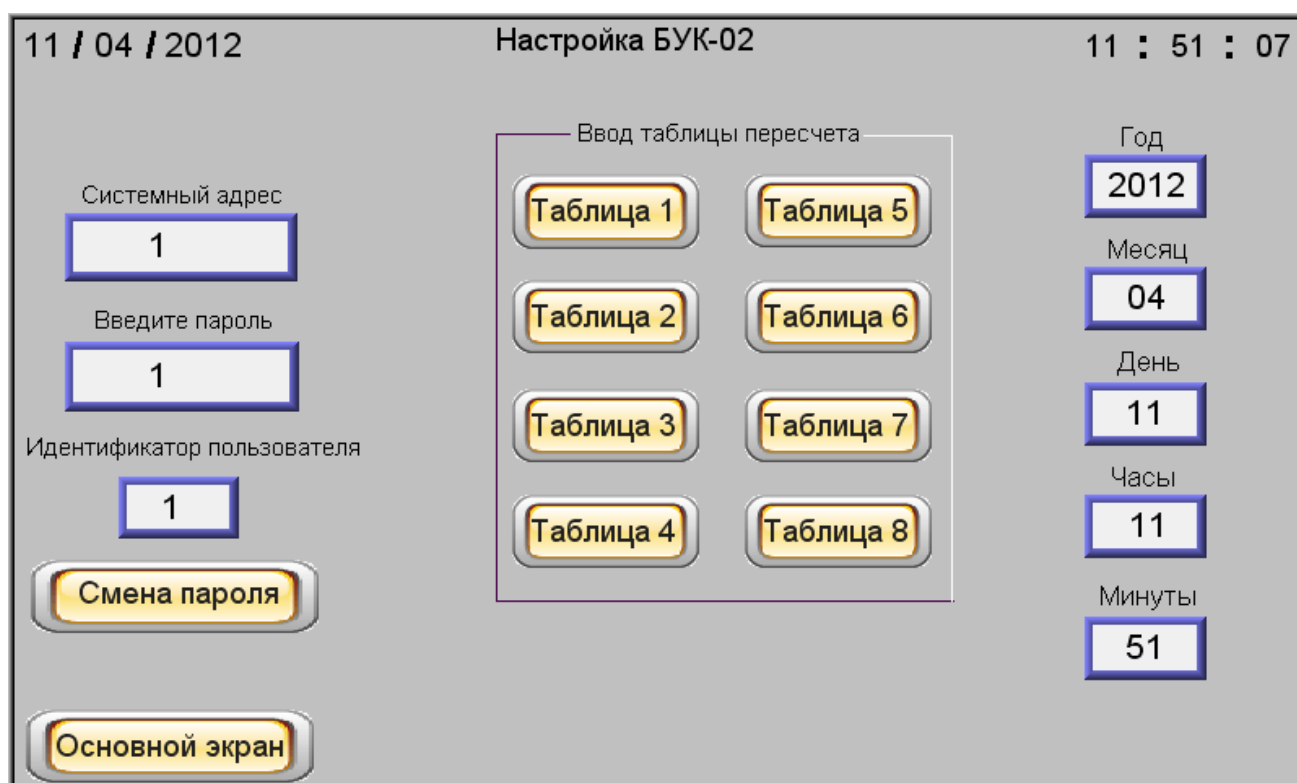 11 / 04 / 2012
Настройка БУК-02
11 : 51 : 07
Системный адрес
1
Введите пароль
1
Идентификатор пользователя
1
Смена пароля
Основной экран
Ввод таблицы пересчета
Таблица 1
Таблица 5
Таблица 2
Таблица 6
Таблица 3
Таблица 7
Таблица 4
Таблица 8
Год
2012
Месяц
04
День
11
Часы
11
Минуты
51